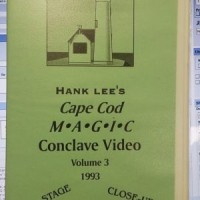 HANK LEE'S
Cape Cod
M•A•G•I•C
Conclave Video
Volume 3
1993
STAGE CLOSE-UP